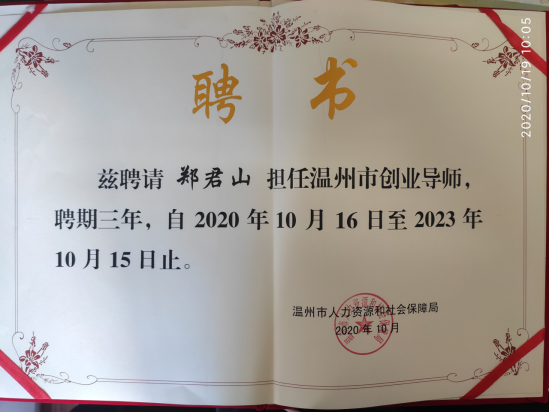 聘 书
兹聘请 郑君山 担任温州市创业导师，
聘期三年，自 2020 年 10 月 16 日至 2023 年
10 月 15 日止。
温州市人力资源和社会保障局
2020 年 10 月
2020/10/19 10:05